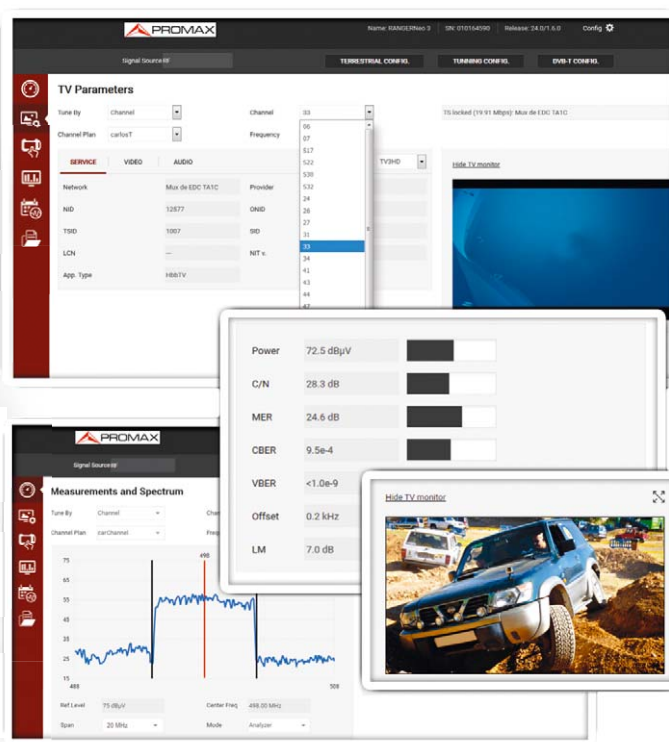 PROMAX
Name: RANGERNeo 3 SN: 010164590 Release: 24.0/1.6.0 Config
Signal Source RF
TERRESTRIAL CONFIG. TUNNING CONFIG. DVB-T CONFIG.
TV Parameters
Tune By Channel Channel 33 TS locked (19.91 Mbps): Mux de EDC TA1C
Channel Plan carlosT Frequency
06
07
S17
S22
S30
S32
24
26
27
31
33
34
41
43
44
47
SERVICE VIDEO AUDIO TV3HD Hide TV monitor
Network Mux de EDC TA1C Provider
NID 12877 ONID
TSID 1007 SID
LCN --- NIT v.
App. Type HbbTV
Power 72.5 dBµV
C/N 28.3 dB
MER 24.6 dB
CBER 9.5e-4
VBER <1.0e-9
Offset 0.2 kHz
LM 7.0 dB
Hide TV monitor
PROMAX
Signal Source RF
Measurements and Spectrum
Tune By Channel Chan
Channel Plan carChannel Freq
498
75
65
55
45
35
25
15
488 508
Ref.Level 75 dBµV Center Freq 498.00 MHz
Span 20 MHz Mode Analyzer